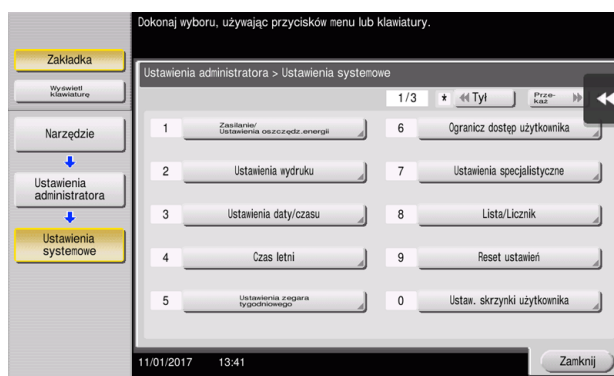 Dokonaj wyboru, używając przycisków menu lub klawiatury.
Zakładka
Wyświetl
klawiaturę
Narzędzie
Ustawienia
administratora
Ustawienia
systemowe
Ustawienia administratora > Ustawienia systemowe
1/3 * Tył Prze-
każ
1 Zasilanie/
Ustawienia oszczędz.energii
6 Ogranicz dostęp użytkownika
2 Ustawienia wydruku
7 Ustawienia specjalistyczne
3 Ustawienia daty/czasu
8 Lista/Licznik
4 Czas letni
9 Reset ustawień
5 Ustawienia zegara
tygodniowego
0 Ustaw. skrzynki użytkownika
11/01/2017 13:41
Zamknij